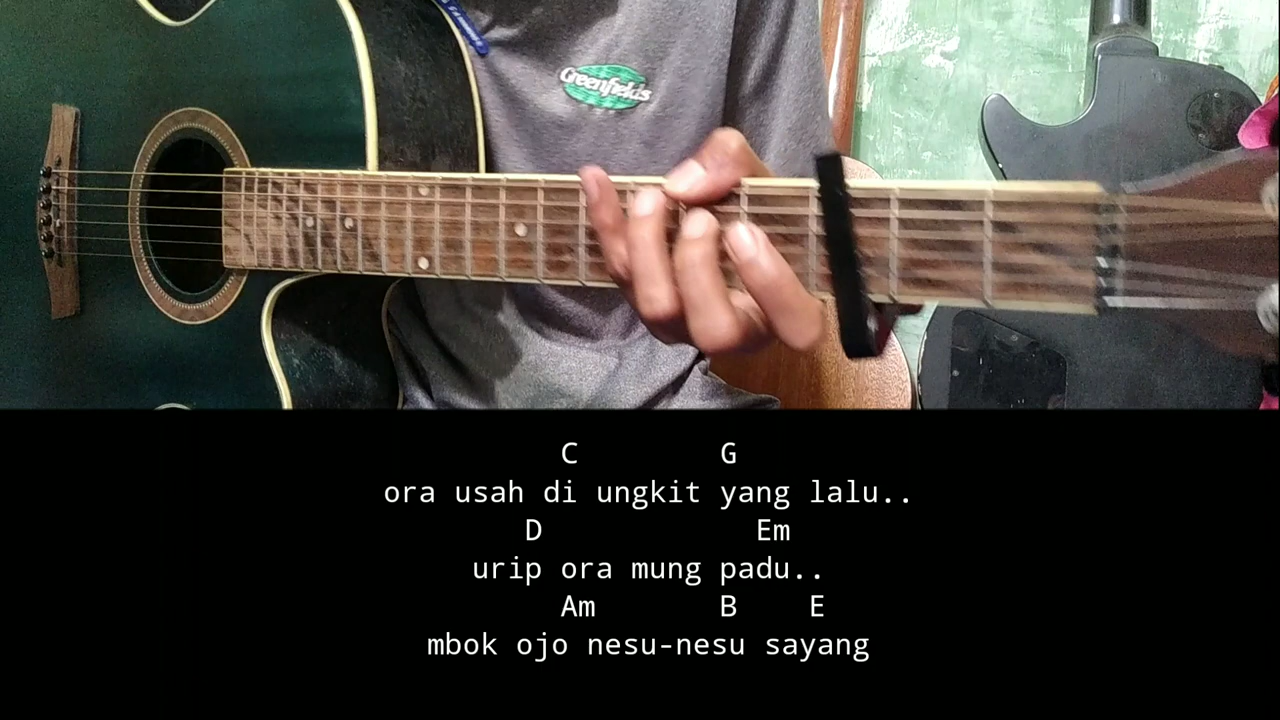 Greenfields
C G
ora usah di ungkit yang lalu..
D Em
urip ora mung padu..
Am B E
mbok ojo nesu-nesu sayang